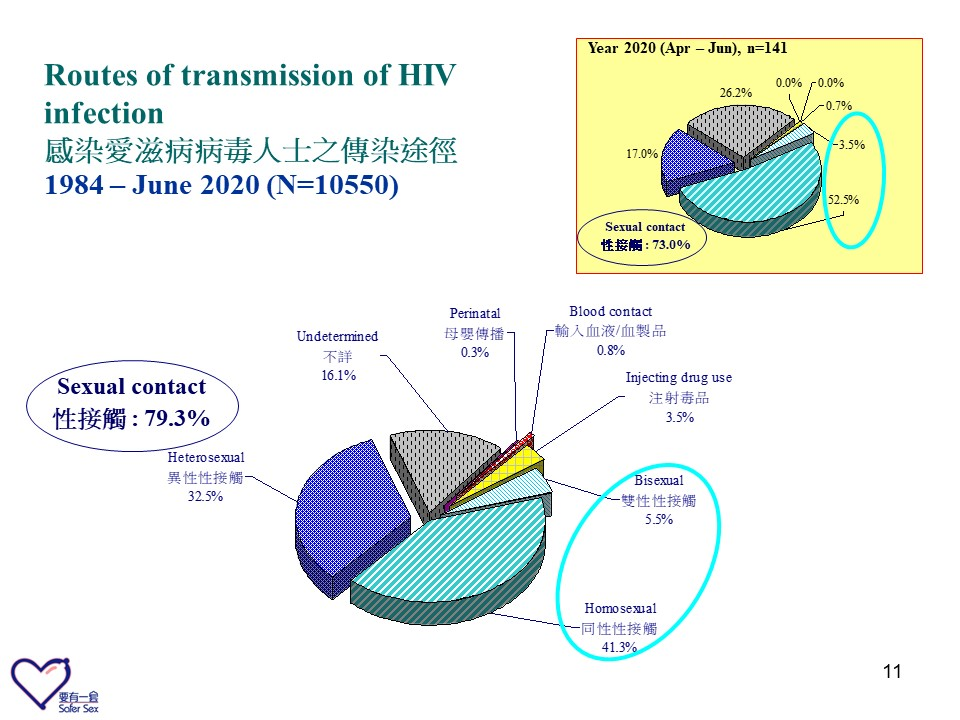 Routes of transmission of HIV
infection
感染愛滋病病毒人士之傳染途徑
1984 – June 2020 (N=10550)
Year 2020 (Apr – Jun), n=141
26.2%
0.0%
0.0%
0.7%
3.5%
17.0%
52.5%
Sexual contact
性接觸 : 73.0%
Sexual contact
性接觸 : 79.3%
Undetermined
不詳
16.1%
Perinatal
母嬰傳播
0.3%
Blood contact
輸入血液/血製品
0.8%
Injecting drug use
注射毒品
3.5%
Heterosexual
異性性接觸
32.5%
Bisexual
雙性性接觸
5.5%
Homosexual
同性性接觸
41.3%
要有一套
Safer Sex
11